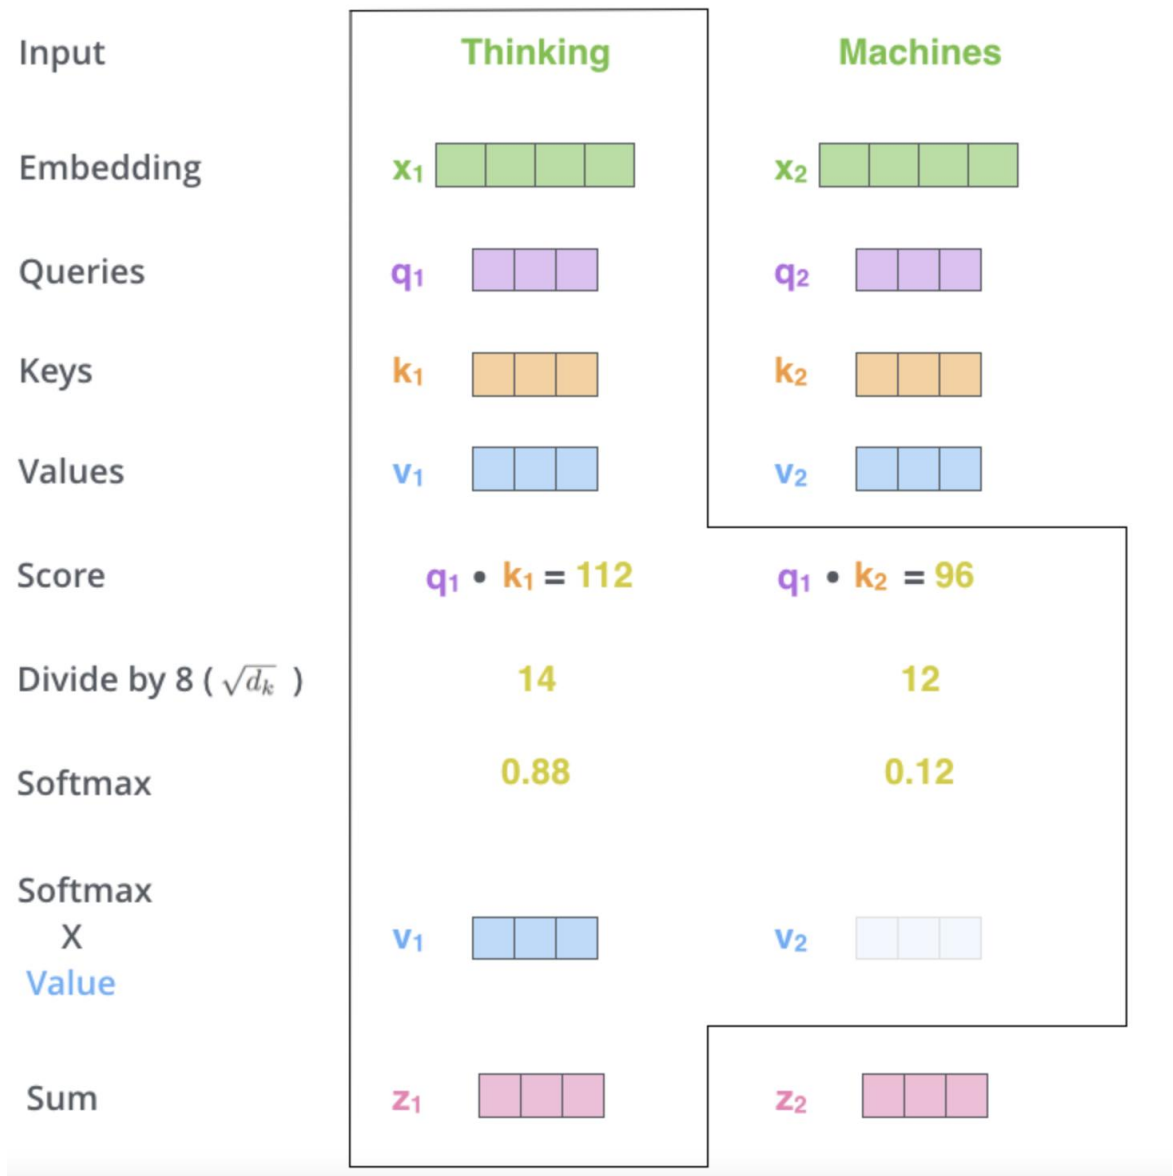 Input Thinking Machines
Embedding x₁ x₂
Queries q₁ q₂
Keys k₁ k₂
Values v₁ v₂
Score q₁ • k₁ = 112 q₁ • k₂ = 96
Divide by 8 ( √dₖ ) 14 12
Softmax 0.88 0.12
Softmax
X
Value v₁ v₂
Sum z₁ z₂